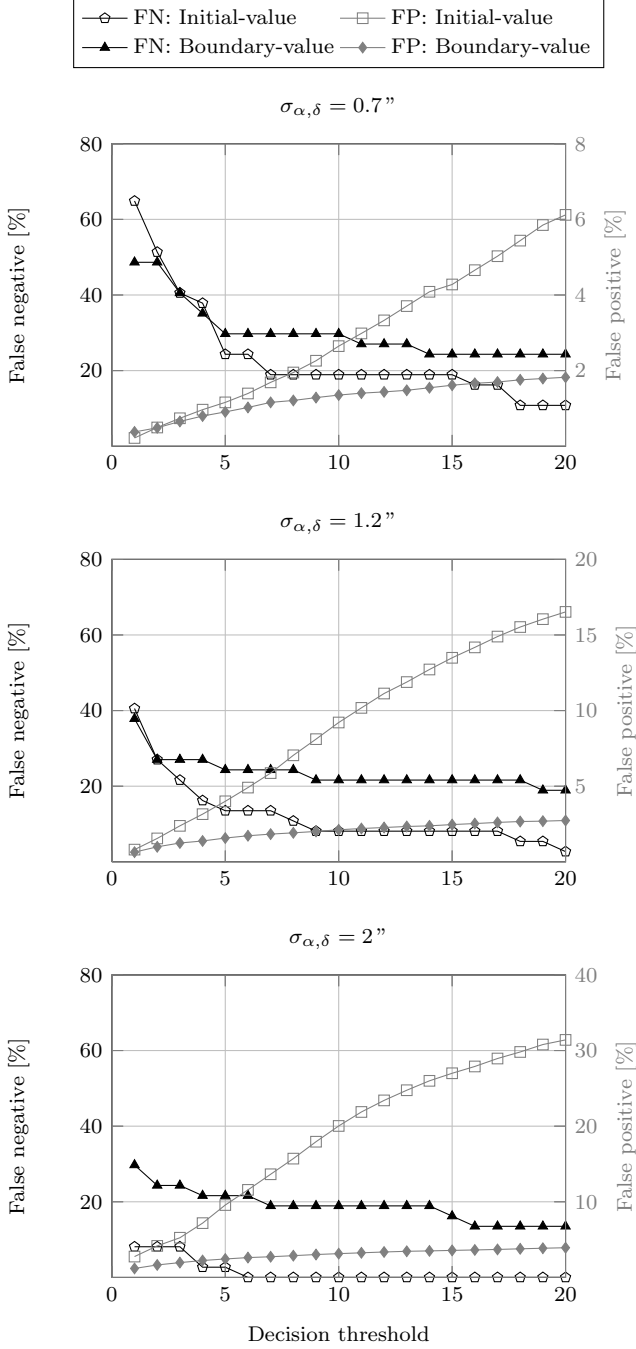 FN: Initial-value FP: Initial-value
FN: Boundary-value FP: Boundary-value
σα,δ = 0.7”
False negative [%]
80
60
40
20
8
6
4
2
False positive [%]
0 5 10 15 20
σα,δ = 1.2”
False negative [%]
80
60
40
20
20
15
10
5
False positive [%]
0 5 10 15 20
σα,δ = 2”
False negative [%]
80
60
40
20
40
30
20
10
False positive [%]
0 5 10 15 20
Decision threshold